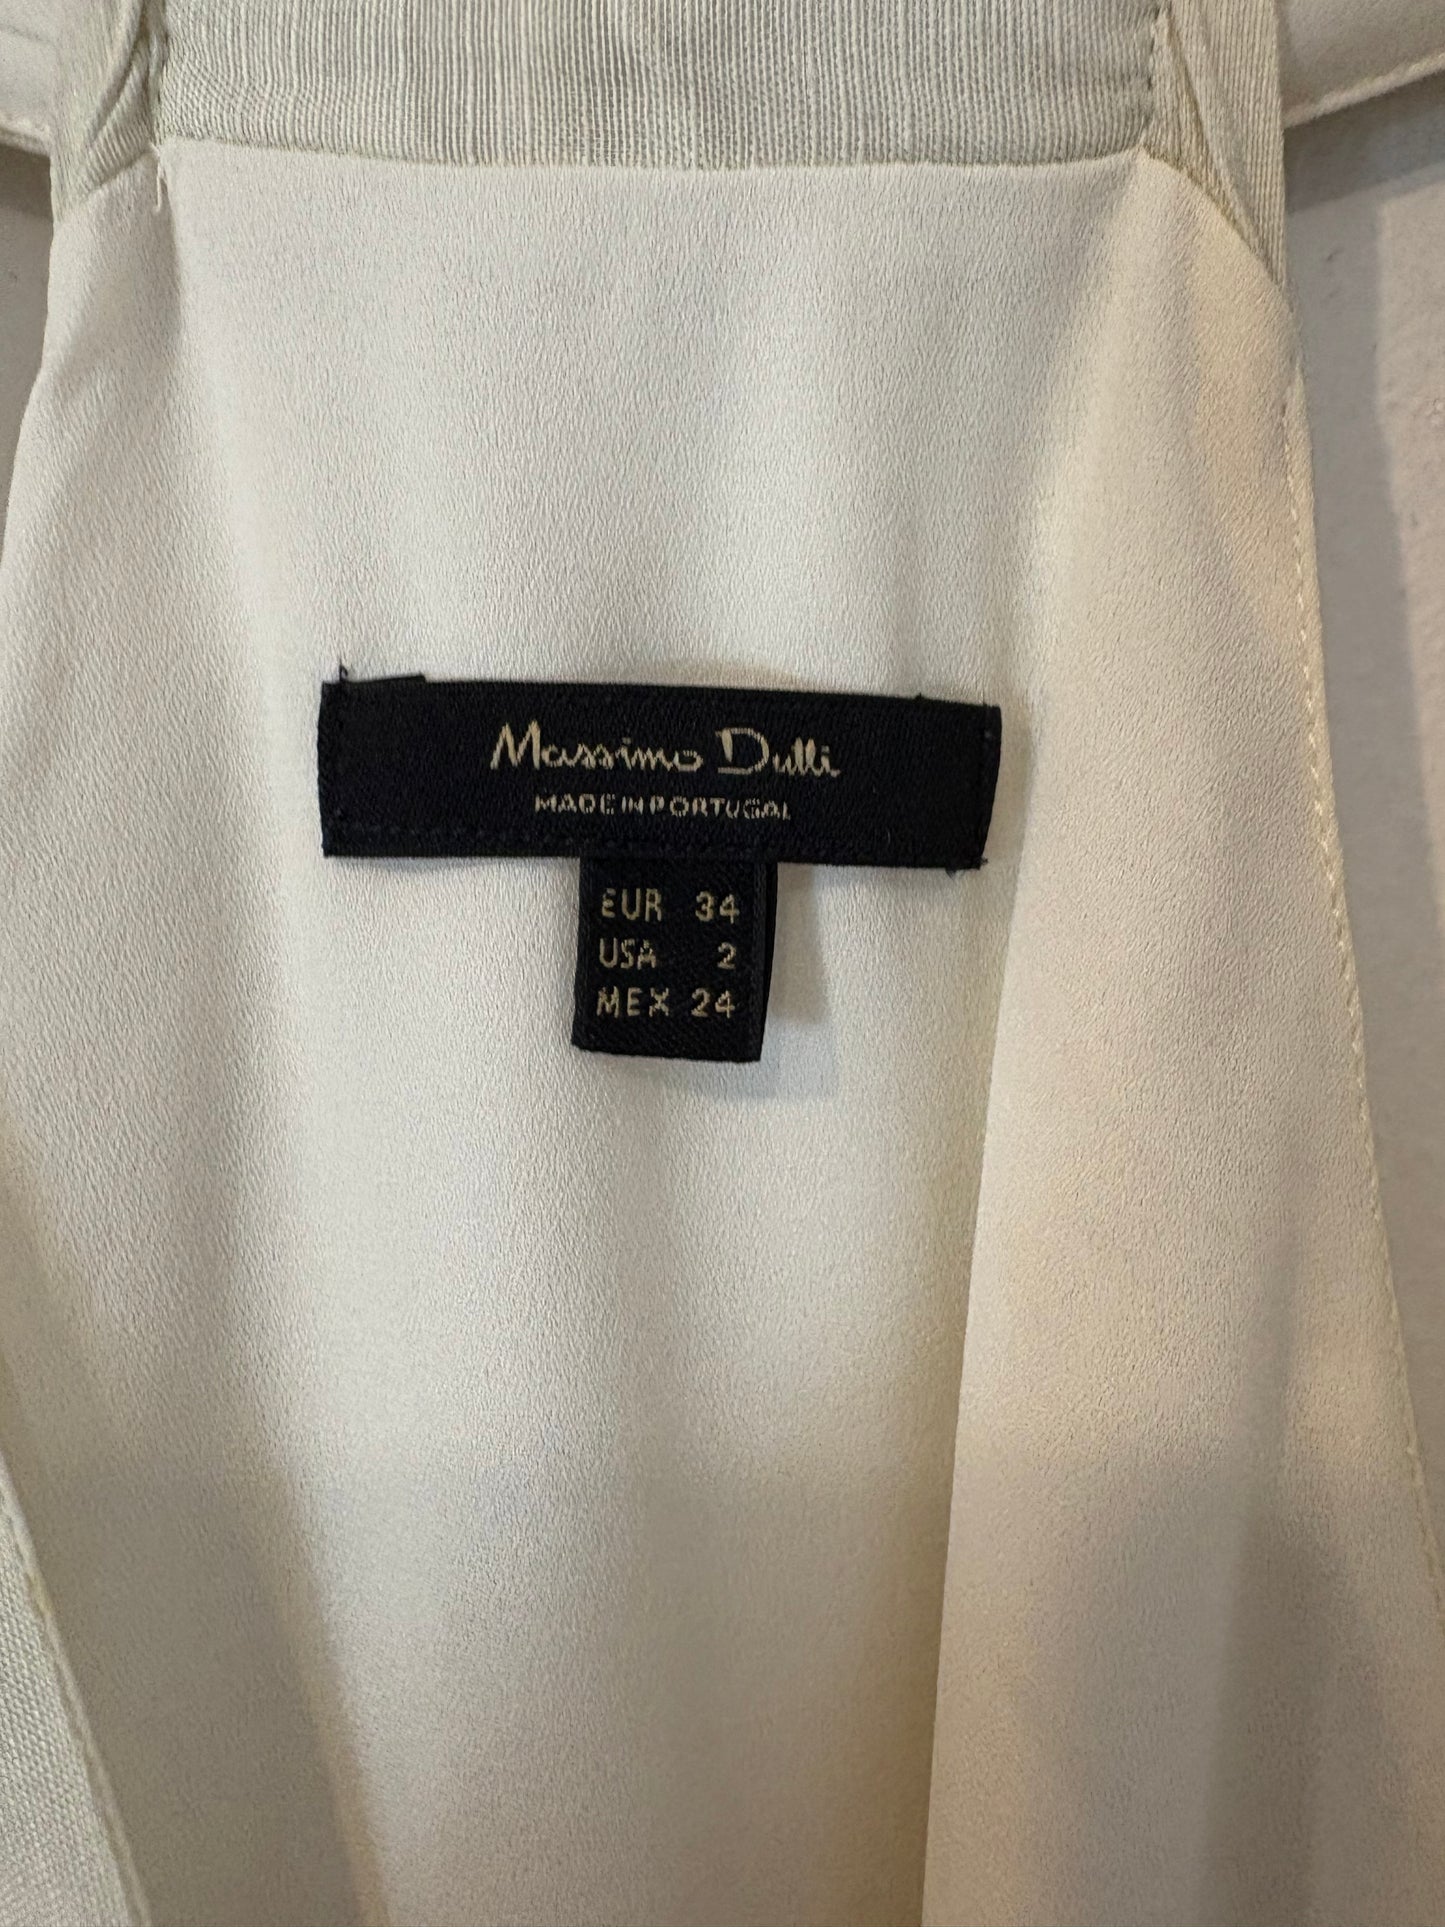 Massimo Dutti
MADE IN PORTUGAL
EUR 34
USA 2
MEX 24